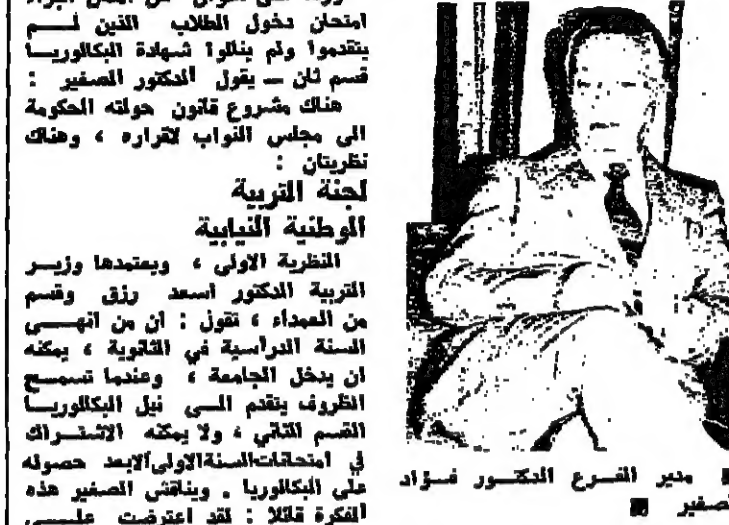 امتحان دخول الطلاب الذين لم
يتقدموا ولم ينالوا شهادة البكالوريا
قسم ثان ــ يقول الدكتور الصغير :
هناك مشروع قانون حولته الحكومة
الى مجلس النواب لاقراره ، وهناك
نظريتان :
لجنة التربية
الوطنية النيابية
النظرية الاولى ، ويعتمدها وزير
التربية الدكتور اسعد رزق وقسم
من العمداء ، تقول : ان من انهى
السنة الدراسية في الثانوية ، يمكنه
ان يدخل الجامعة ، وعندما تسمح
الظروف يتقدم الى نيل البكالوريا
القسم الثاني ، ولا يمكنه الاشتراك
في امتحانات السنة الاولى الا بعد حصوله
على البكالوريا . ويناقش الصغير هذه
الفكرة قائلا : لقد اعترضت على
مدير الفرع الدكتور فؤاد
الصغير